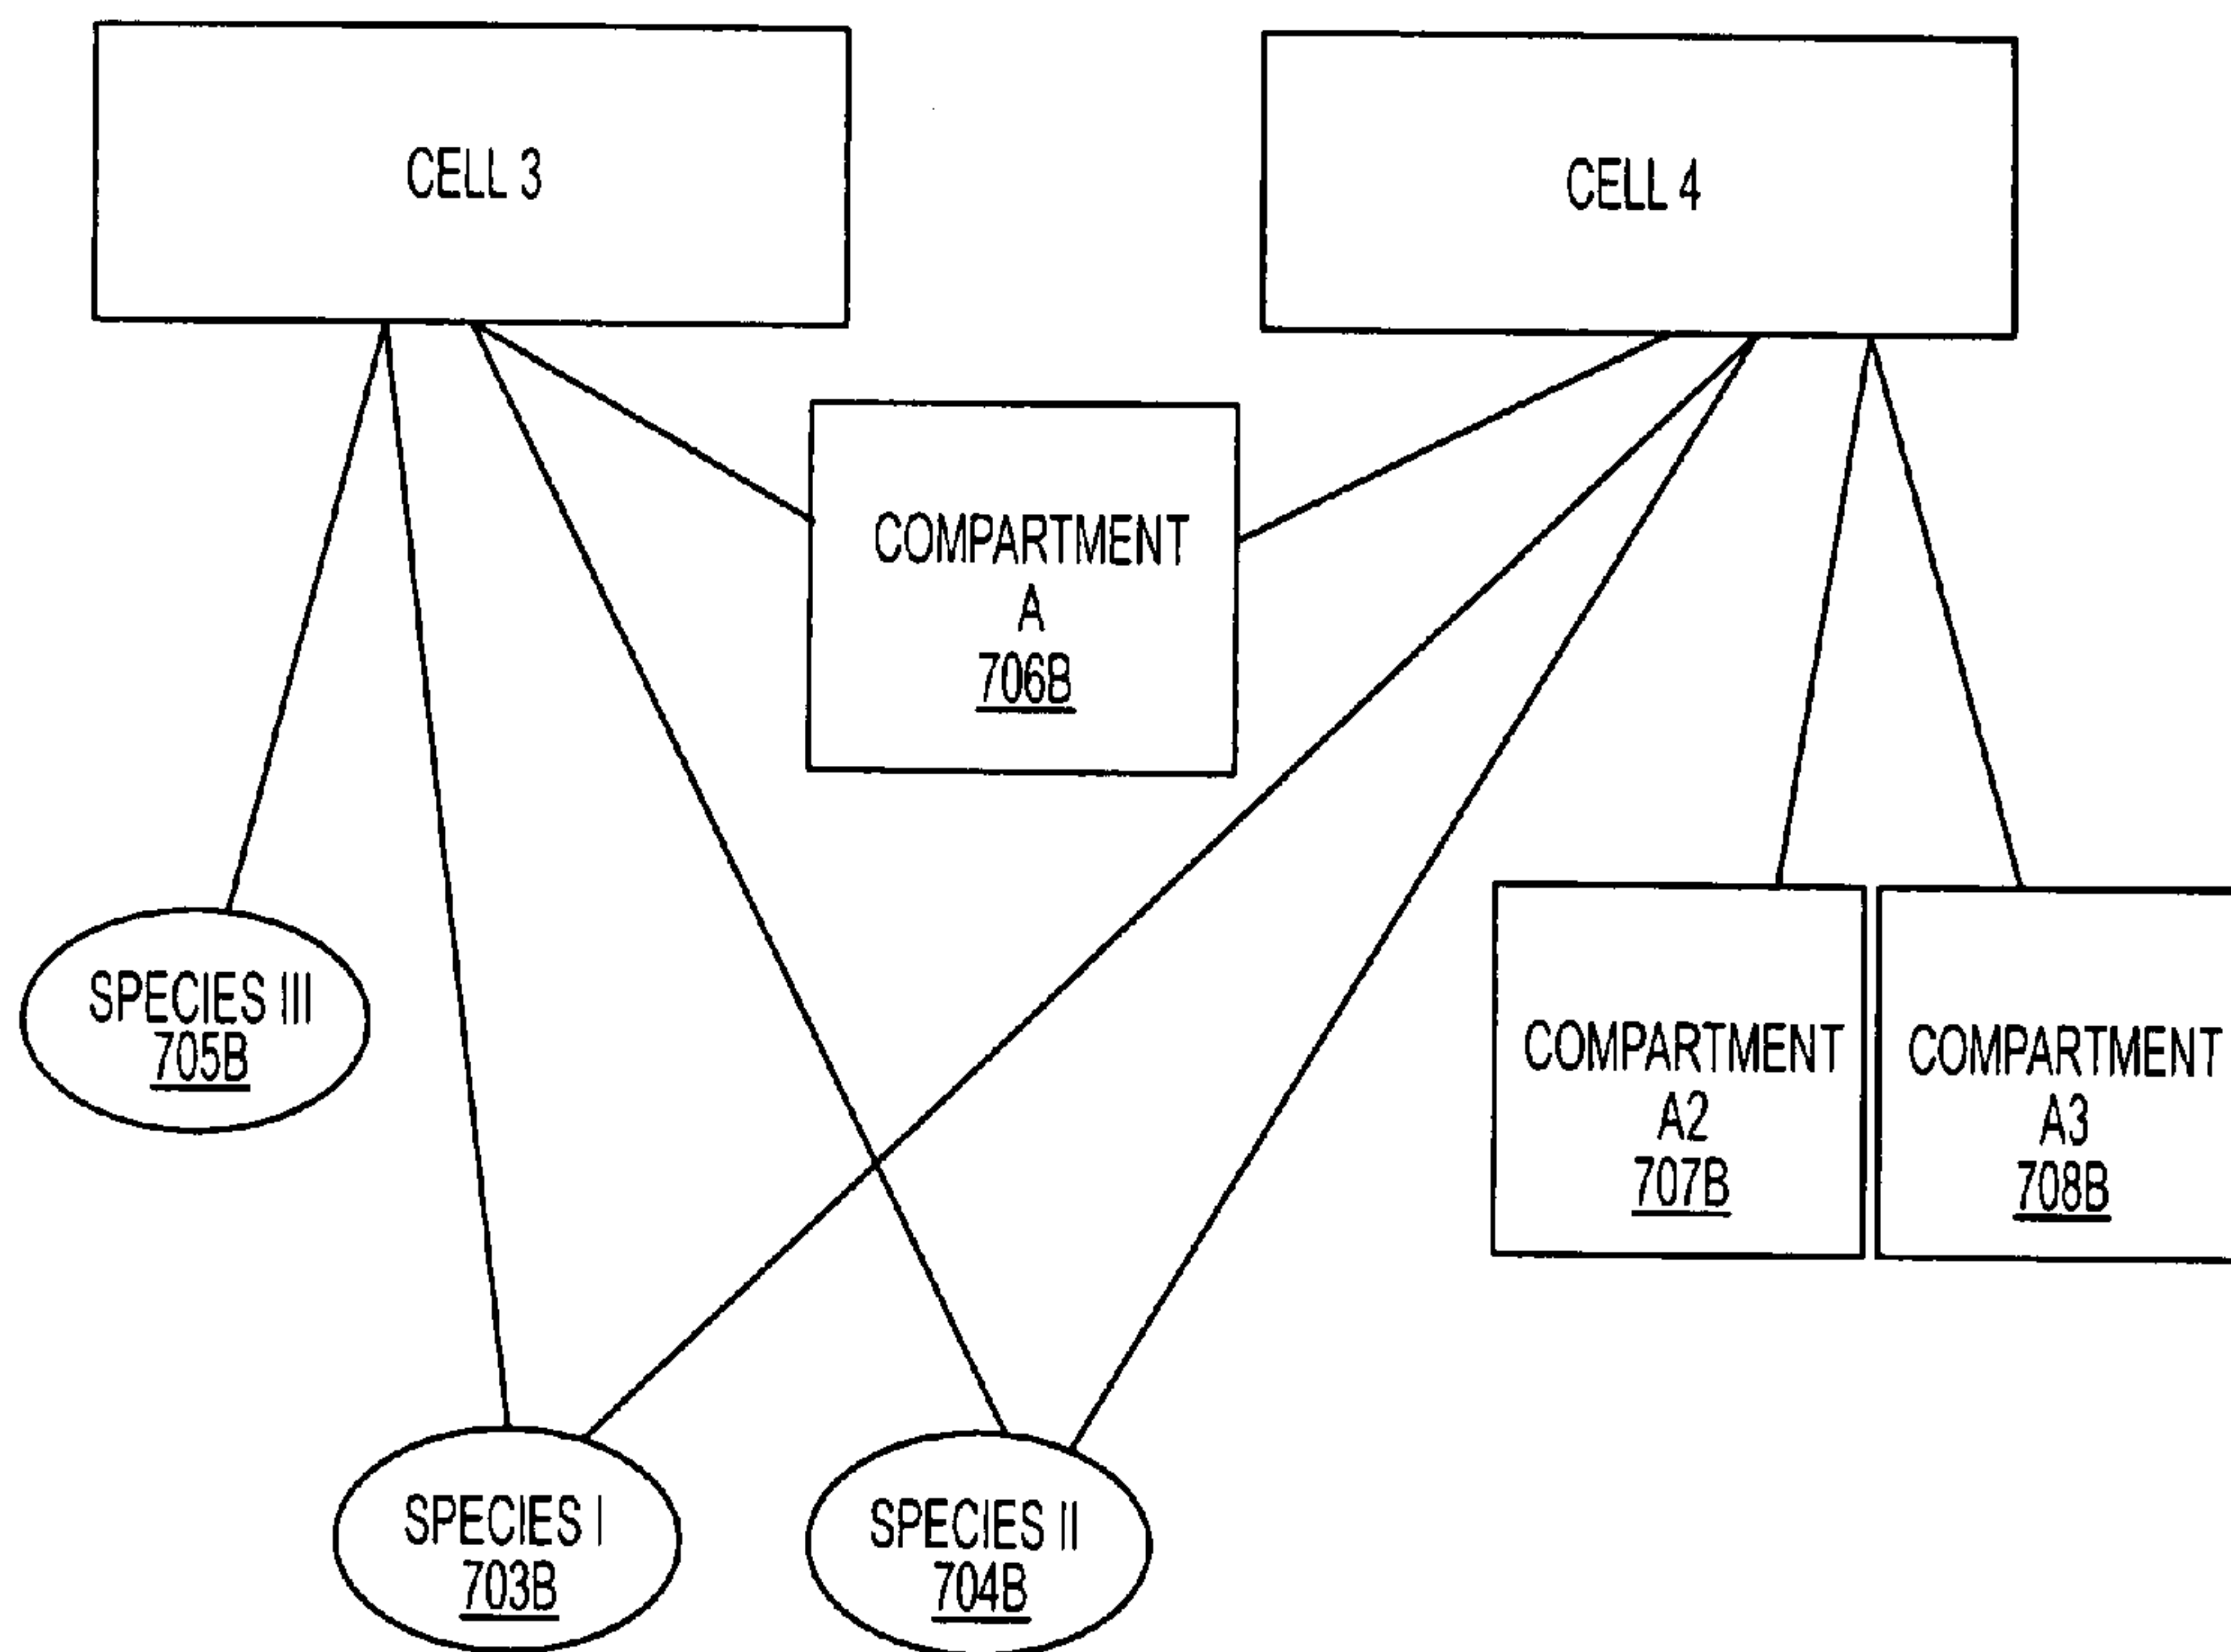 CELL 3
CELL 4
COMPARTMENT
A
706B
SPECIES III
705B
COMPARTMENT
A2
707B
COMPARTMENT
A3
708B
SPECIES I
703B
SPECIES II
704B